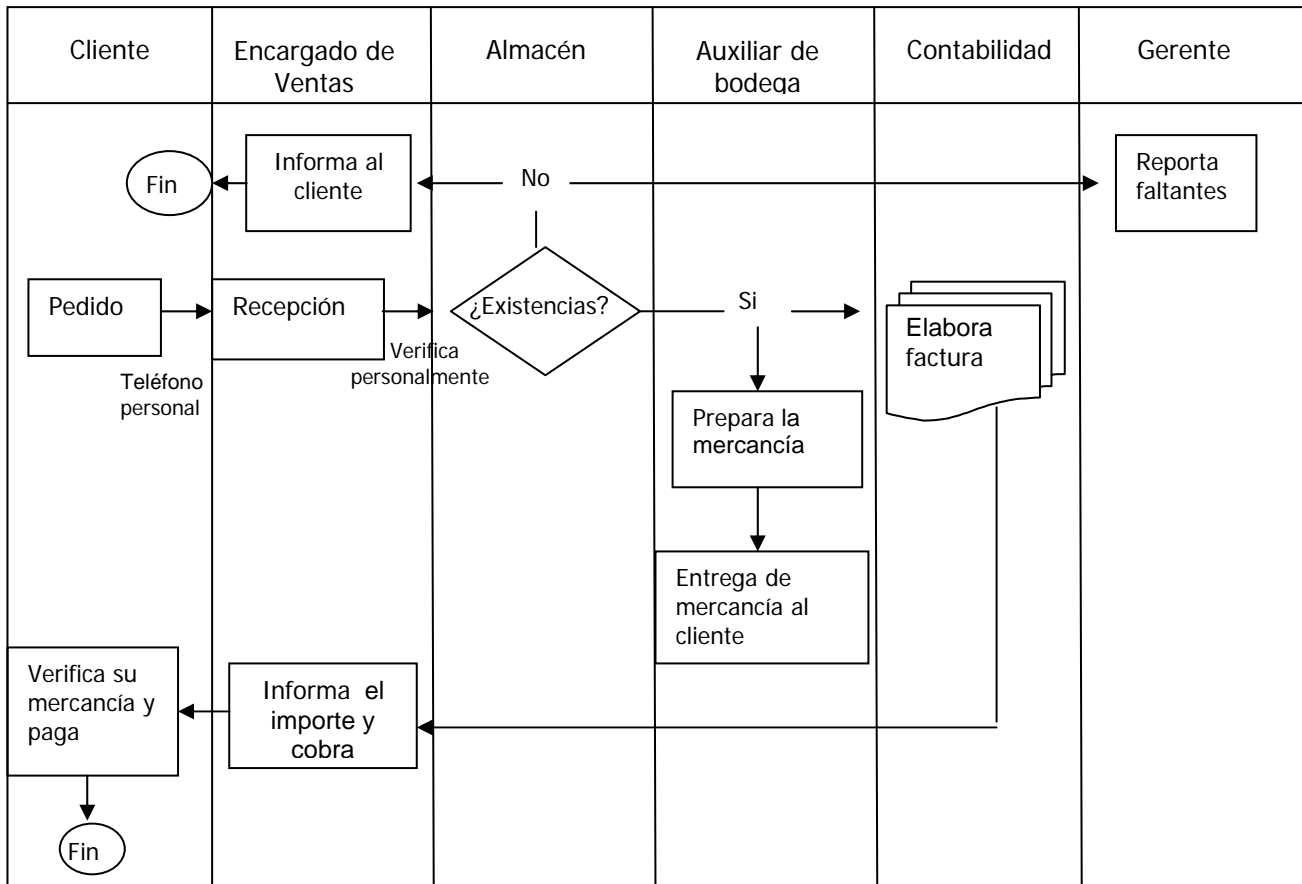 Cliente
Encargado de
Ventas
Almacén
Auxiliar de
bodega
Contabilidad
Gerente
Fin
Informa al
cliente
No
Reporta
faltantes
Pedido
Teléfono
personal
Recepción
Verifica
personalmente
¿Existencias?
Si
Elabora
factura
Prepara la
mercancía
Entrega de
mercancía al
cliente
Verifica su
mercancía y
paga
Informa el
importe y
cobra
Fin